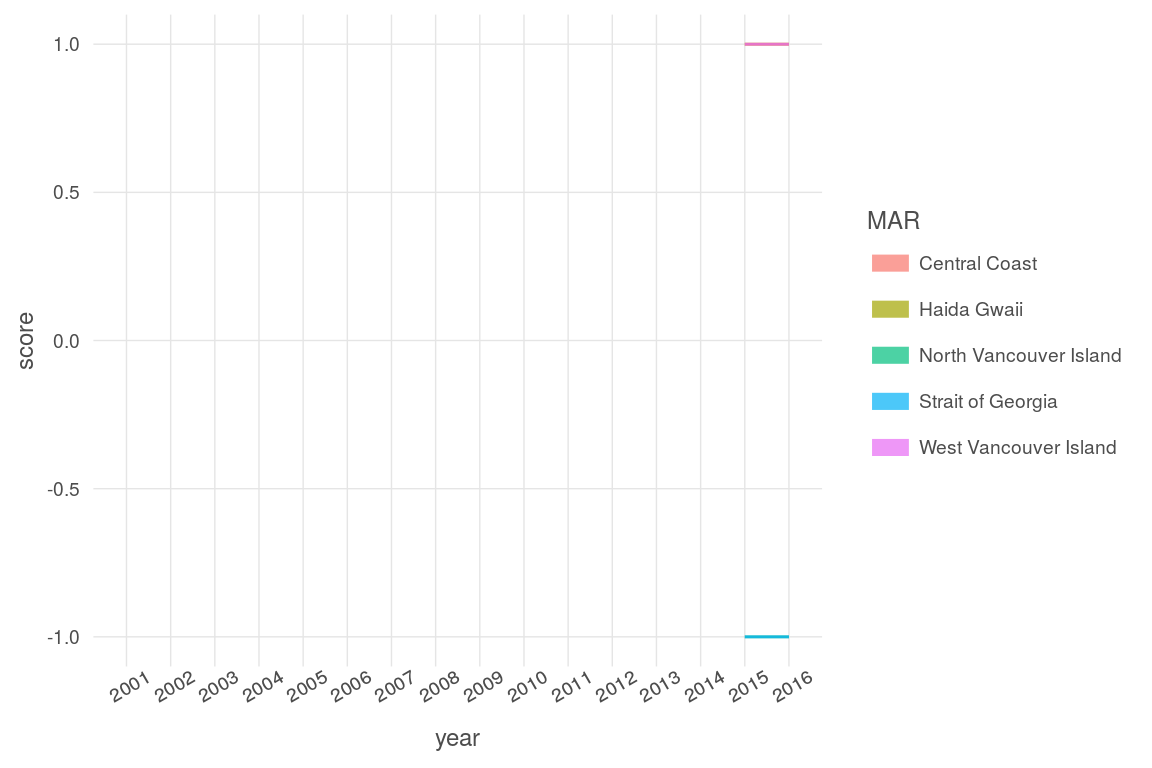 1.0
0.5
0.0
-0.5
-1.0
score
2001 2002 2003 2004 2005 2006 2007 2008 2009 2010 2011 2012 2013 2014 2015 2016
year
MAR
Central Coast
Haida Gwaii
North Vancouver Island
Strait of Georgia
West Vancouver Island